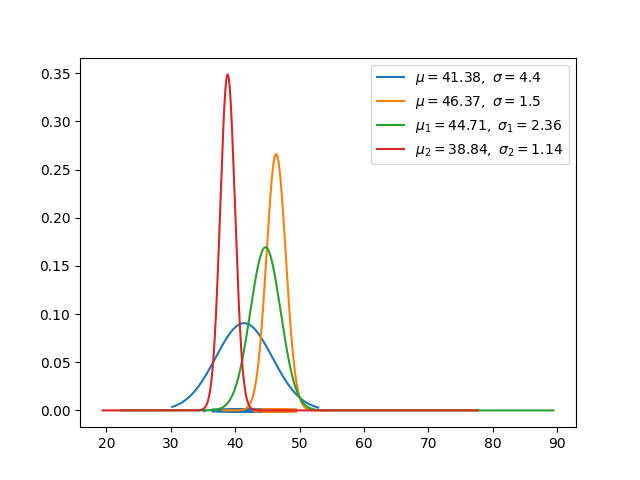 μ = 41.38, σ = 4.4
μ = 46.37, σ = 1.5
μ₁ = 44.71, σ₁ = 2.36
μ₂ = 38.84, σ₂ = 1.14
0.35
0.30
0.25
0.20
0.15
0.10
0.05
0.00
20 30 40 50 60 70 80 90